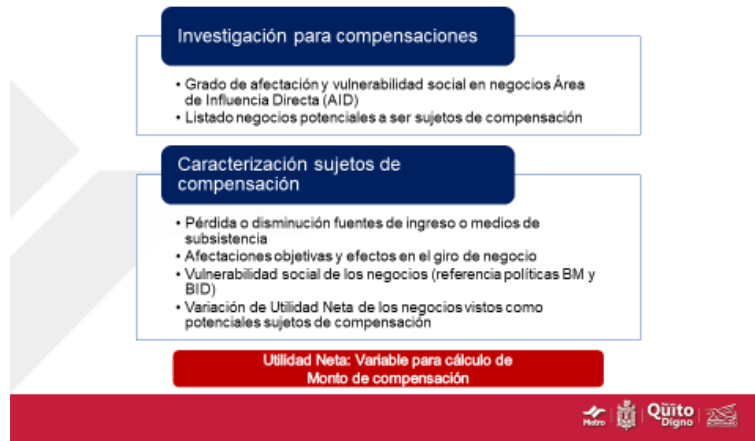 Investigación para compensaciones
• Grado de afectación y vulnerabilidad social en negocios Área
de Influencia Directa (AID)
• Listado negocios potenciales a ser sujetos de compensación
Caracterización sujetos de
compensación
• Pérdida o disminución fuentes de ingreso o medios de
subsistencia
• Afectaciones objetivas y efectos en el giro de negocio
• Vulnerabilidad social de los negocios (referencia políticas BM y
BID)
• Variación de Utilidad Neta de los negocios vistos como
potenciales sujetos de compensación
Utilidad Neta: Variable para cálculo de
Monto de compensación
Metro
Quito
Digno